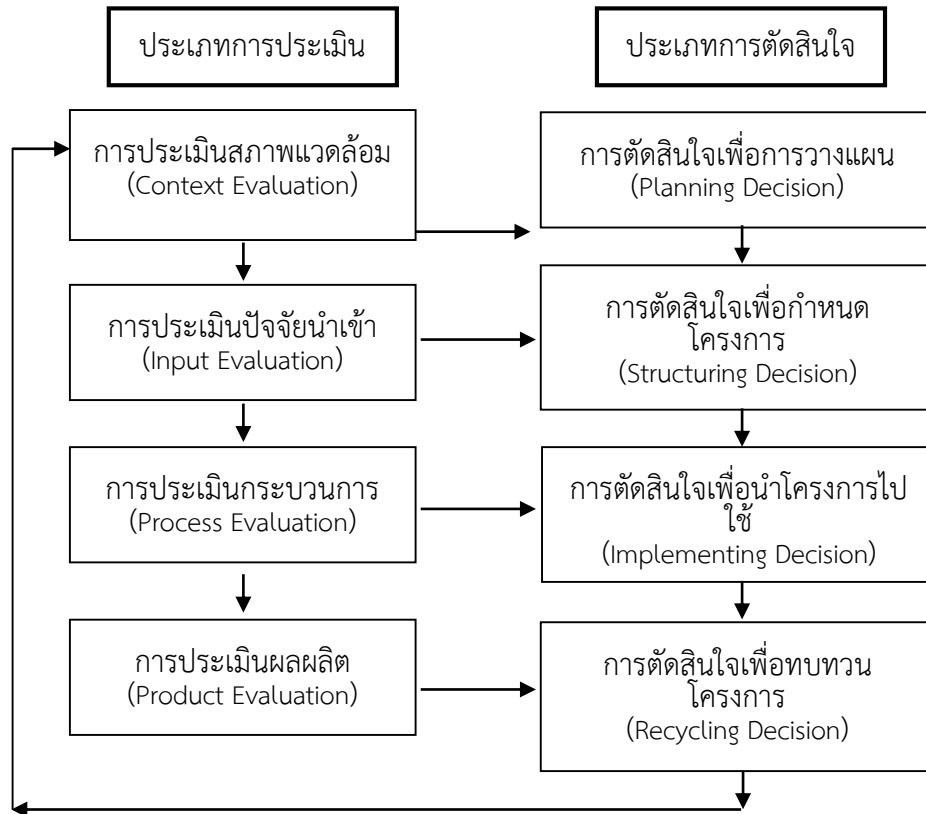 ประเภทการประเมิน
ประเภทการตัดสินใจ
การประเมินสภาพแวดล้อม
(Context Evaluation)
การตัดสินใจเพื่อการวางแผน
(Planning Decision)
การประเมินปัจจัยนำเข้า
(Input Evaluation)
การตัดสินใจเพื่อกำหนด
โครงการ
(Structuring Decision)
การประเมินกระบวนการ
(Process Evaluation)
การตัดสินใจเพื่อนำโครงการไป
ใช้
(Implementing Decision)
การประเมินผลผลิต
(Product Evaluation)
การตัดสินใจเพื่อทบทวน
โครงการ
(Recycling Decision)